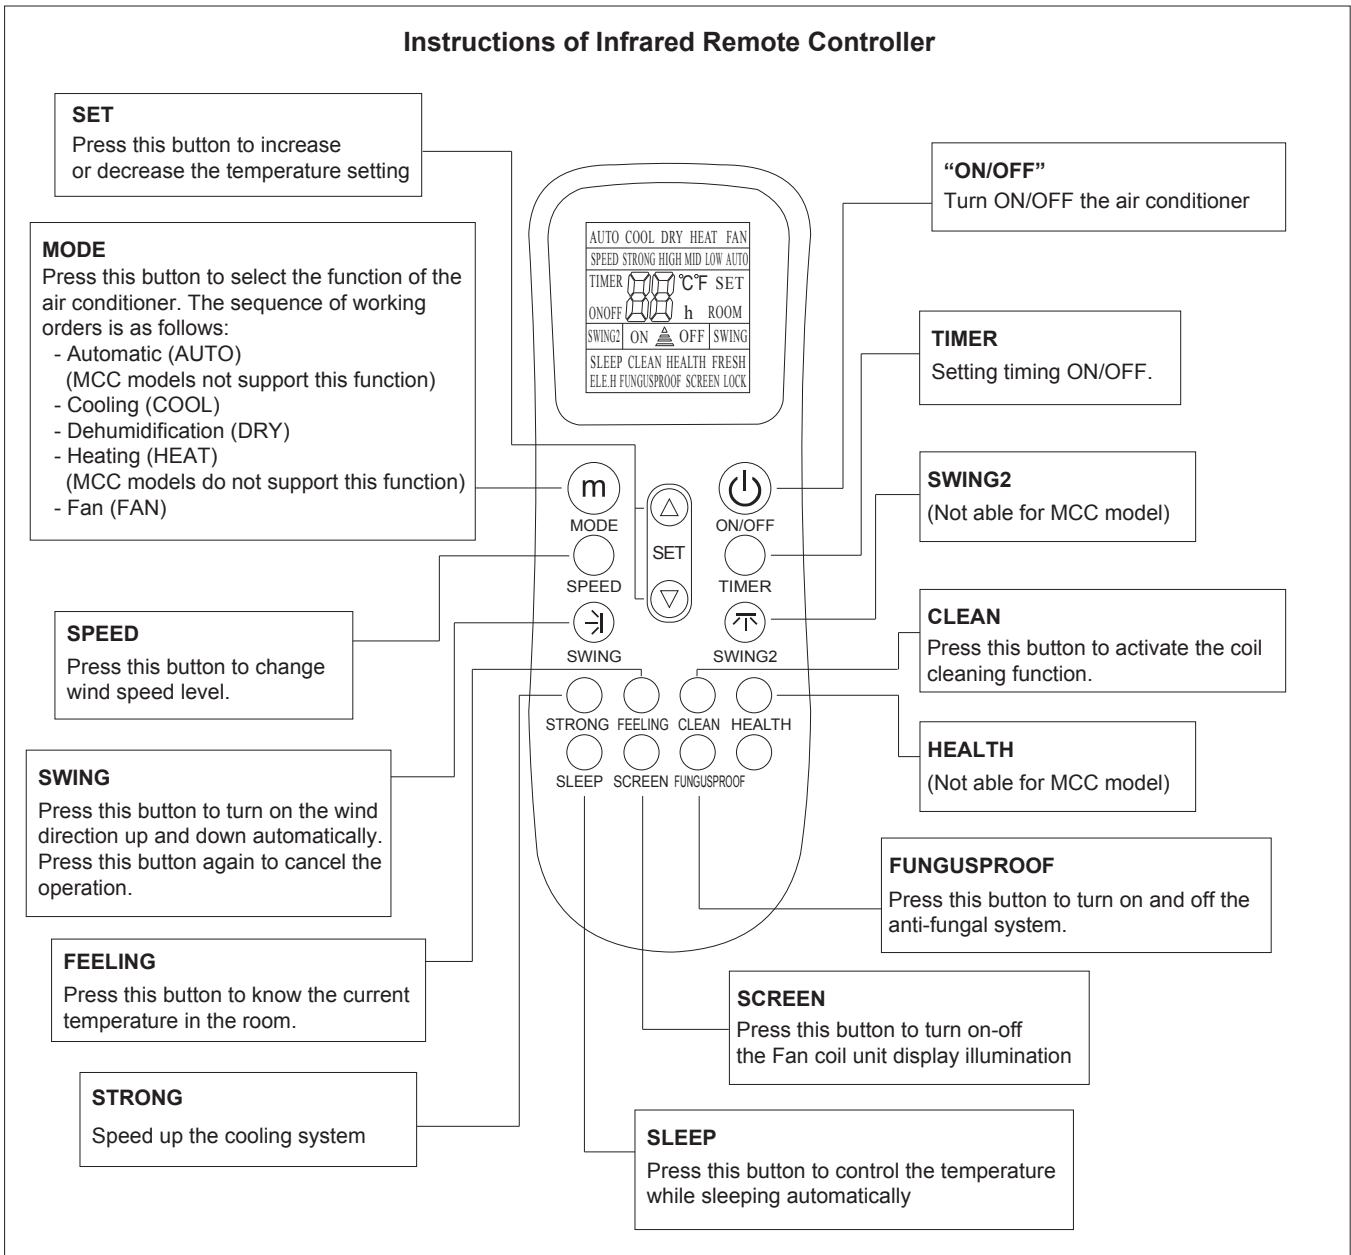 Instructions of Infrared Remote Controller
SET
Press this button to increase
or decrease the temperature setting
MODE
Press this button to select the function of the
air conditioner. The sequence of working
orders is as follows:
- Automatic (AUTO)
(MCC models not support this function)
- Cooling (COOL)
- Dehumidification (DRY)
- Heating (HEAT)
(MCC models do not support this function)
- Fan (FAN)
SPEED
Press this button to change
wind speed level.
SWING
Press this button to turn on the wind
direction up and down automatically.
Press this button again to cancel the
operation.
FEELING
Press this button to know the current
temperature in the room.
STRONG
Speed up the cooling system
AUTO COOL DRY HEAT FAN
SPEED STRONG HIGH MID LOW AUTO
TIMER 88 °C°F SET
ONOFF h ROOM
SWING2 ON OFF SWING
SLEEP CLEAN HEALTH FRESH
ELE.H FUNGUSPROOF SCREEN LOCK
m
MODE
SET
ON/OFF
SPEED
TIMER
SWING
SWING2
STRONG FEELING CLEAN HEALTH
SLEEP SCREEN FUNGUSPROOF
“ON/OFF”
Turn ON/OFF the air conditioner
TIMER
Setting timing ON/OFF.
SWING2
(Not able for MCC model)
CLEAN
Press this button to activate the coil
cleaning function.
HEALTH
(Not able for MCC model)
FUNGUSPROOF
Press this button to turn on and off the
anti-fungal system.
SCREEN
Press this button to turn on-off
the Fan coil unit display illumination
SLEEP
Press this button to control the temperature
while sleeping automatically